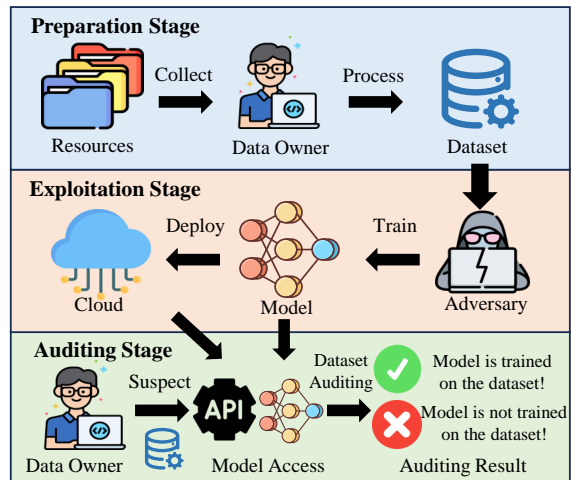 Preparation Stage
Collect
Process
Resources
Data Owner
Dataset
Exploitation Stage
Deploy
Train
Cloud
Model
Adversary
Auditing Stage
Suspect
API
Dataset
Auditing
Model is trained
on the dataset!
Model is not trained
on the dataset!
Data Owner
Model Access
Auditing Result